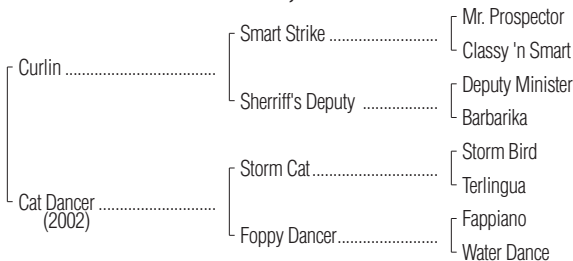 Mr. Prospector
Smart Strike ........................
Classy 'n Smart
Curlin ..................................
Deputy Minister
Sherriff's Deputy .................
Barbarika
Storm Bird
Storm Cat............................
Terlingua
Cat Dancer ..........................
(2002)
Fappiano
Foppy Dancer.......................
Water Dance